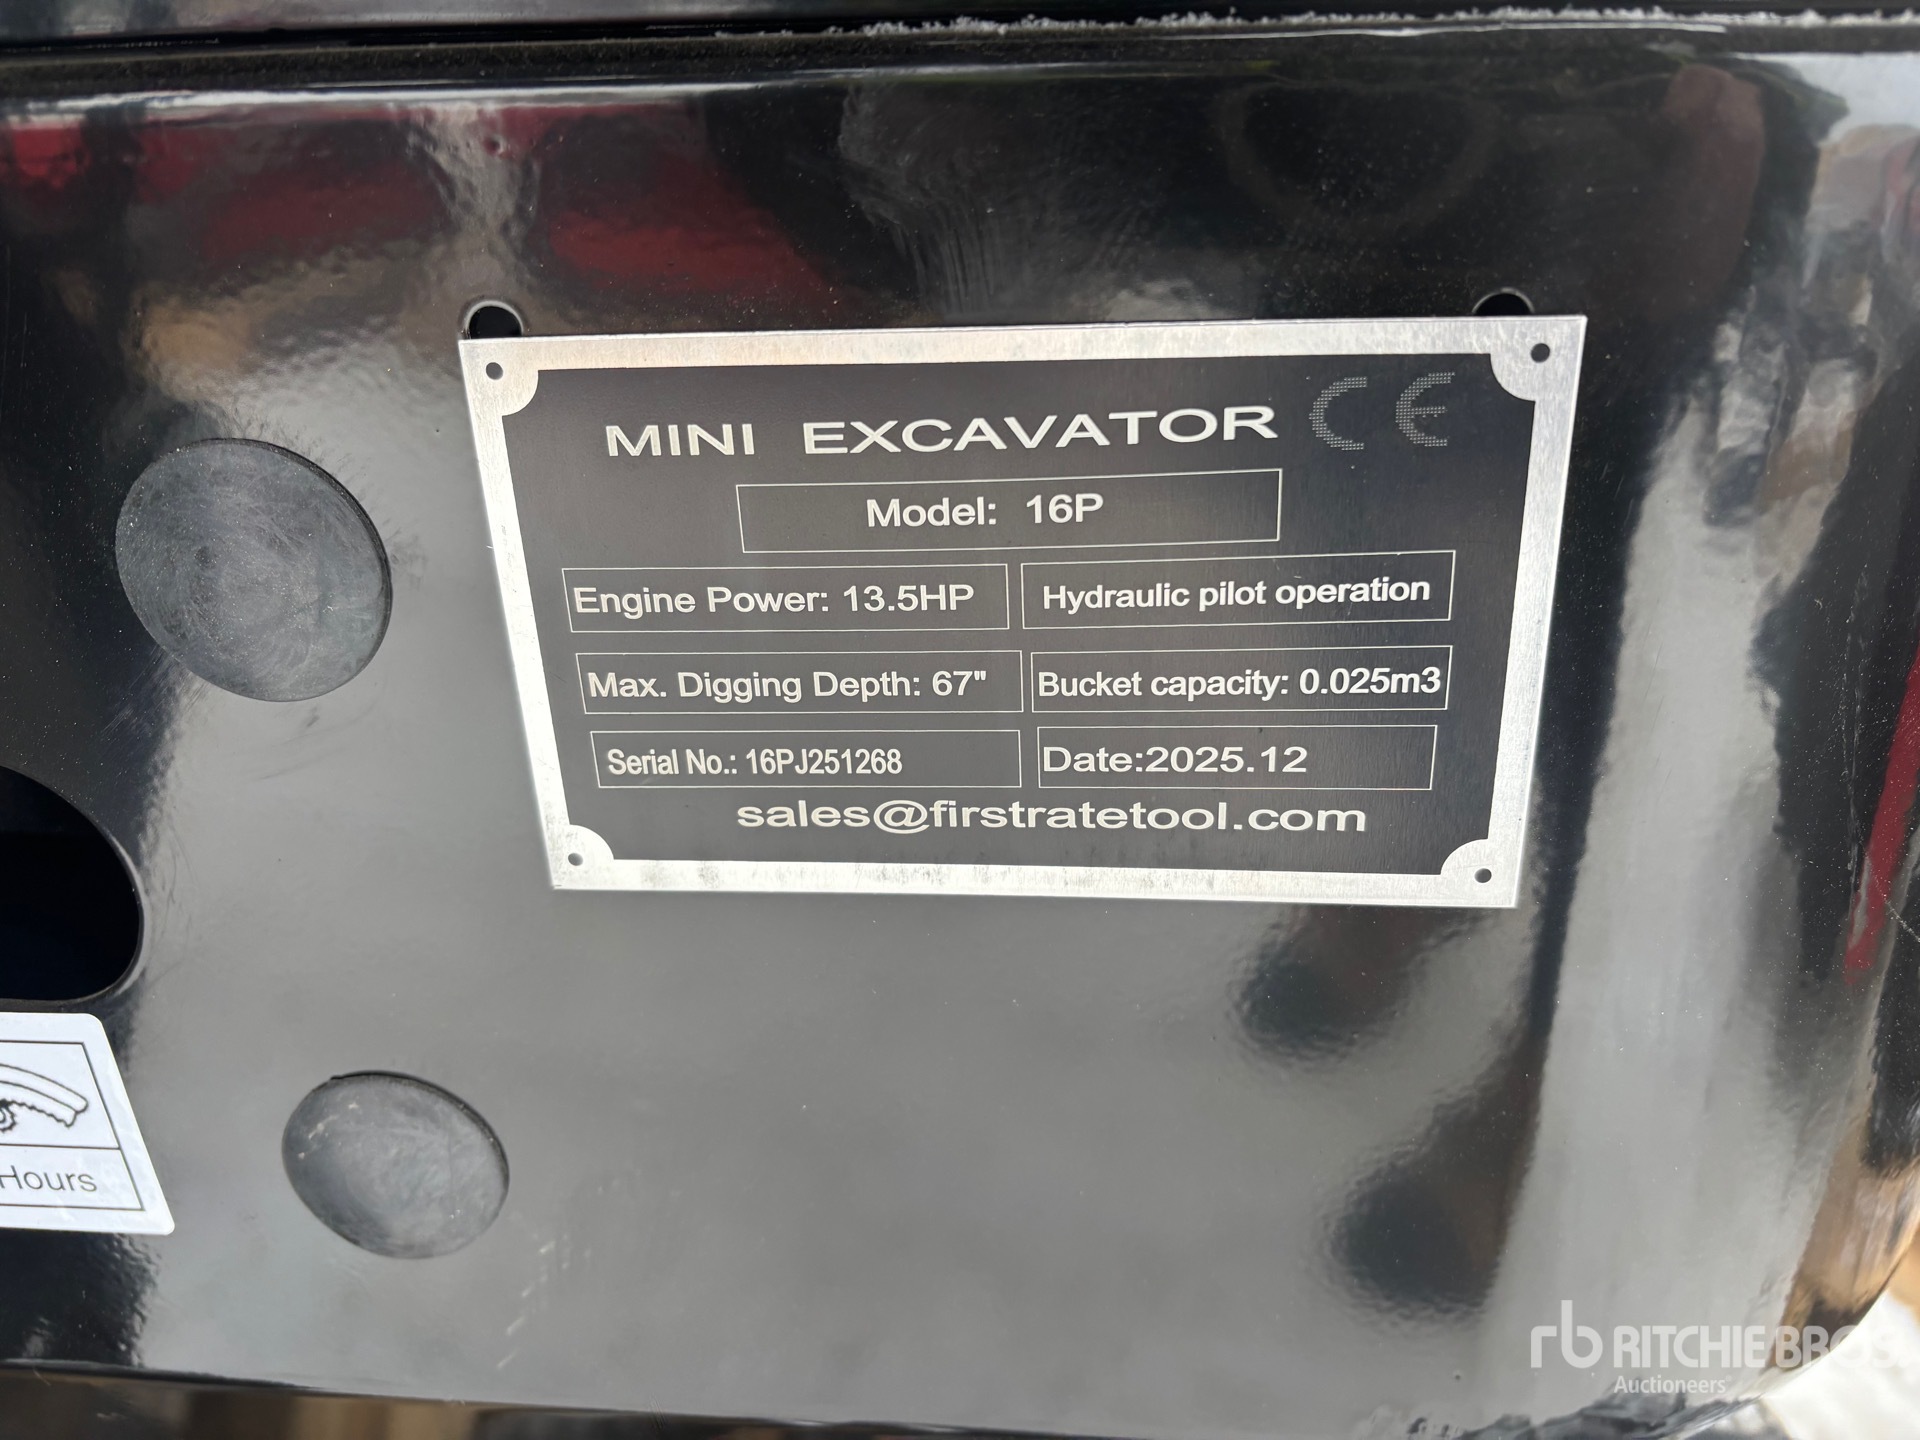 MINI EXCAVATOR CE
Model: 16P
Engine Power: 13.5HP
Hydraulic pilot operation
Max. Digging Depth: 67"
Bucket capacity: 0.025m3
Serial No.: 16PJ251268
Date:2025.12
sales@firstratetool.com
Hours
rb RITCHIE BROS
Auctioneers